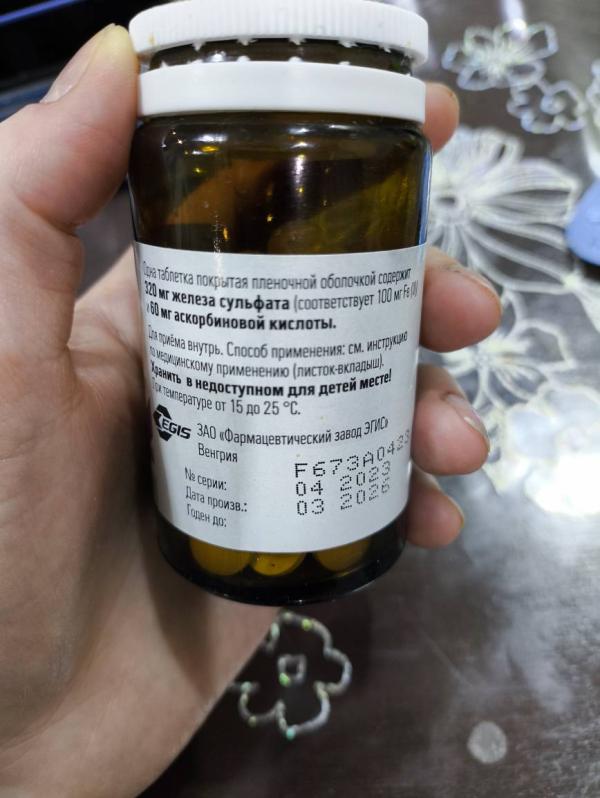 Одна таблетка покрытая пленочной оболочкой содержит
320 мг железа сульфата (соответствует 100 мг Fe (II)
и 60 мг аскорбиновой кислоты.
Для приёма внутрь. Способ применения: см. инструкцию
по медицинскому применению (листок-вкладыш).
Хранить в недоступном для детей месте!
При температуре от 15 до 25 °C.
EGIS ЗАО «Фармацевтический завод ЭГИС»
Венгрия
№ серии: F673A0423
Дата произв.: 04 2023
Годен до: 03 2026